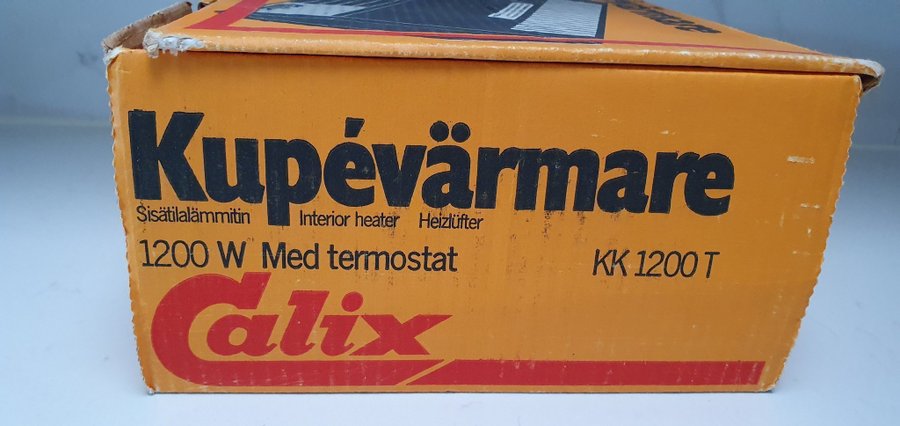 Kupévärmare
Sisätilalämmitin Interior heater Heizlüfter
1200 W Med termostat KK 1200 T
Calix